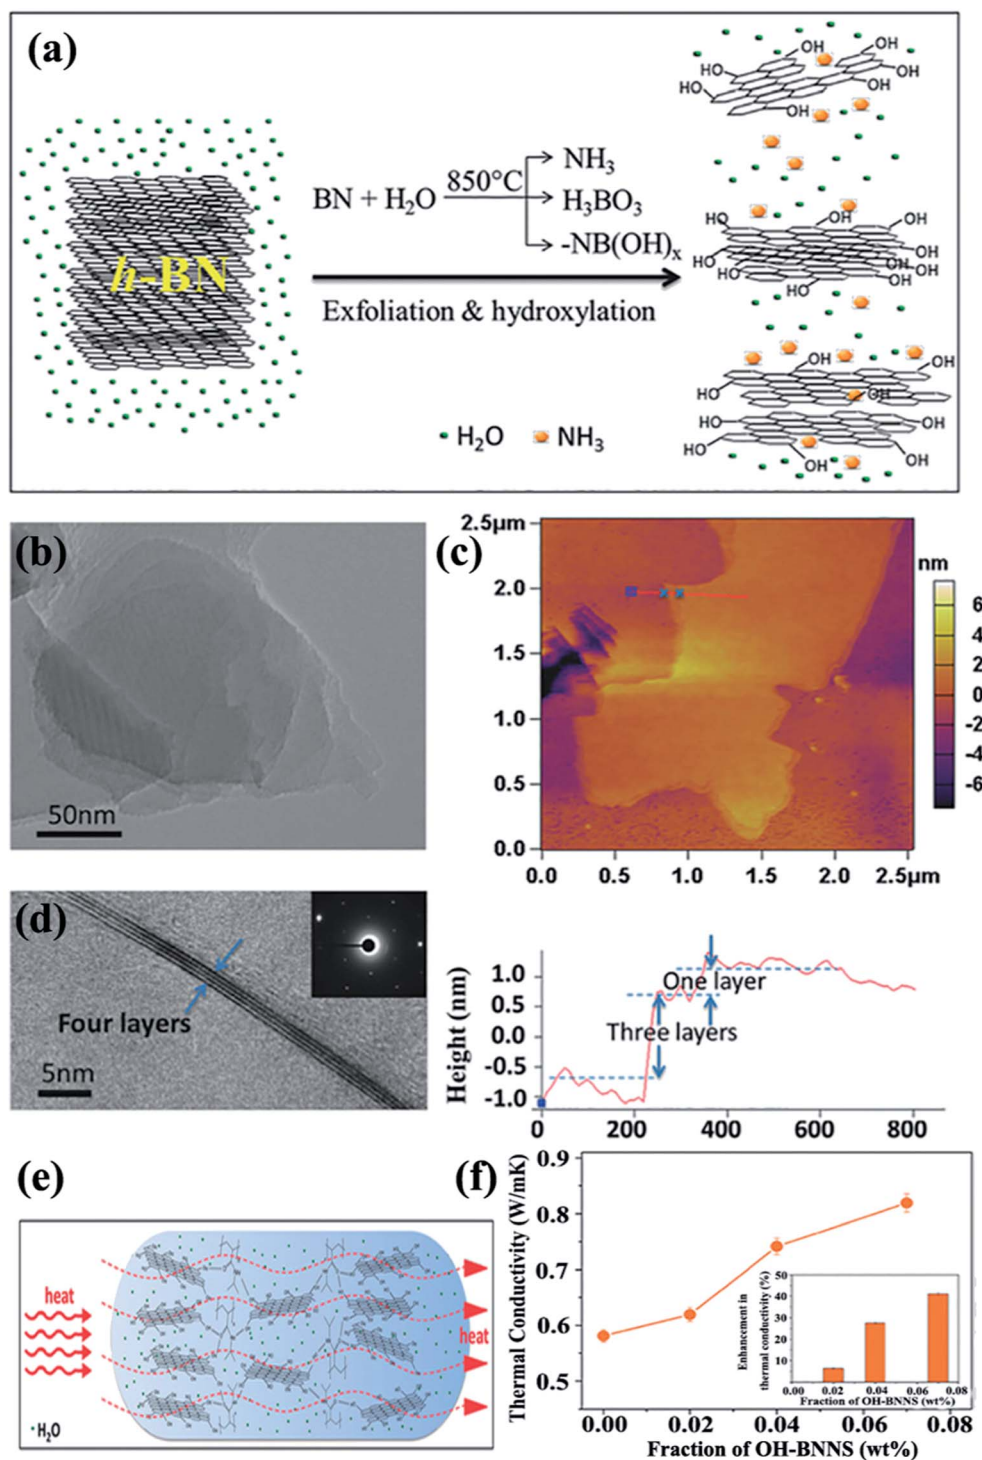 (a)
h-BN
BN + H₂O
850°C
NH₃
H₃BO₃
-NB(OH)ₓ
Exfoliation & hydroxylation
H₂O
NH₃
OH
OH
HO
OH
HO
OH
OH
HO
OH
HO
OH
HO
OH
OH
HO
OH
OH
HO
OH
OH
HO
OH
HO
OH
OH
(b)
50nm
(c)
2.5μm
2.0
1.5
1.0
0.5
0.0
0.0
0.5
1.0
1.5
2.0
2.5μm
nm
6
4
2
0
-2
-4
-6
(d)
Four layers
5nm
Height (nm)
1.0
0.5
0.0
-0.5
-1.0
One layer
Three layers
0
200
400
600
800
(e)
heat
heat
H₂O
(f)
Thermal Conductivity (W/mK)
0.9
0.8
0.7
0.6
0.5
0.00
0.02
0.04
0.06
0.08
Fraction of OH-BNNS (wt%)
Enhancement in
thermal conductivity (%)
50
40
30
20
10
0.00
0.02
0.04
0.06
0.08
Fraction of OH-BNNS (wt%)